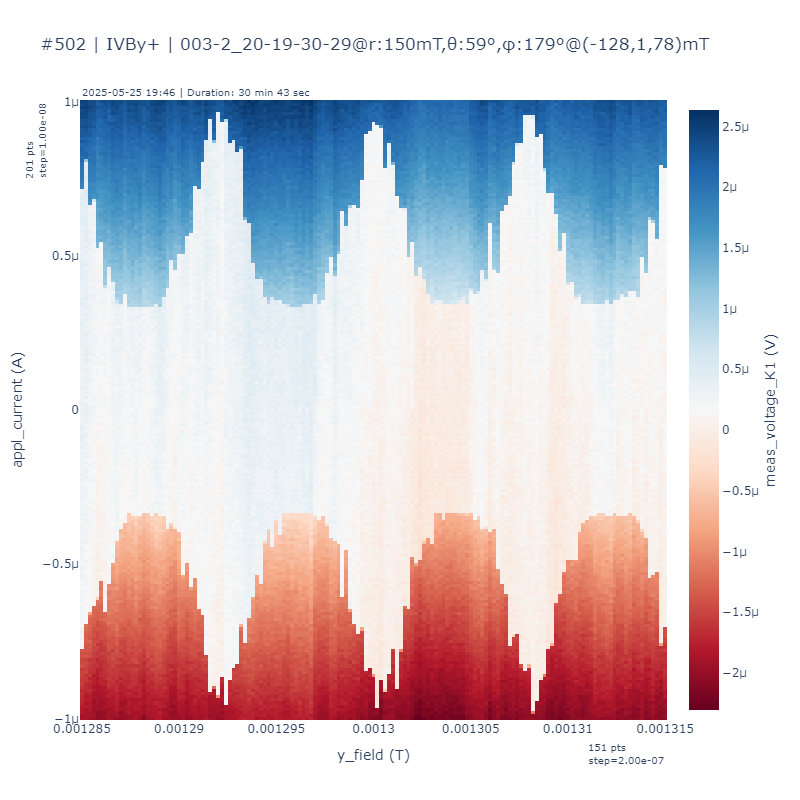 #502 | IVBy+ | 003-2_20-19-30-29@r:150mT,θ:59°,φ:179°@(-128,1,78)mT
2025-05-25 19:46 | Duration: 30 min 43 sec
201 pts
step=1.00e-08
1μ
0.5μ
0
−0.5μ
−1μ
appl_current (A)
0.001285
0.00129
0.001295
0.0013
0.001305
0.00131
0.001315
y_field (T)
151 pts
step=2.00e-07
2.5μ
2μ
1.5μ
1μ
0.5μ
0
−0.5μ
−1μ
−1.5μ
−2μ
meas_voltage_K1 (V)